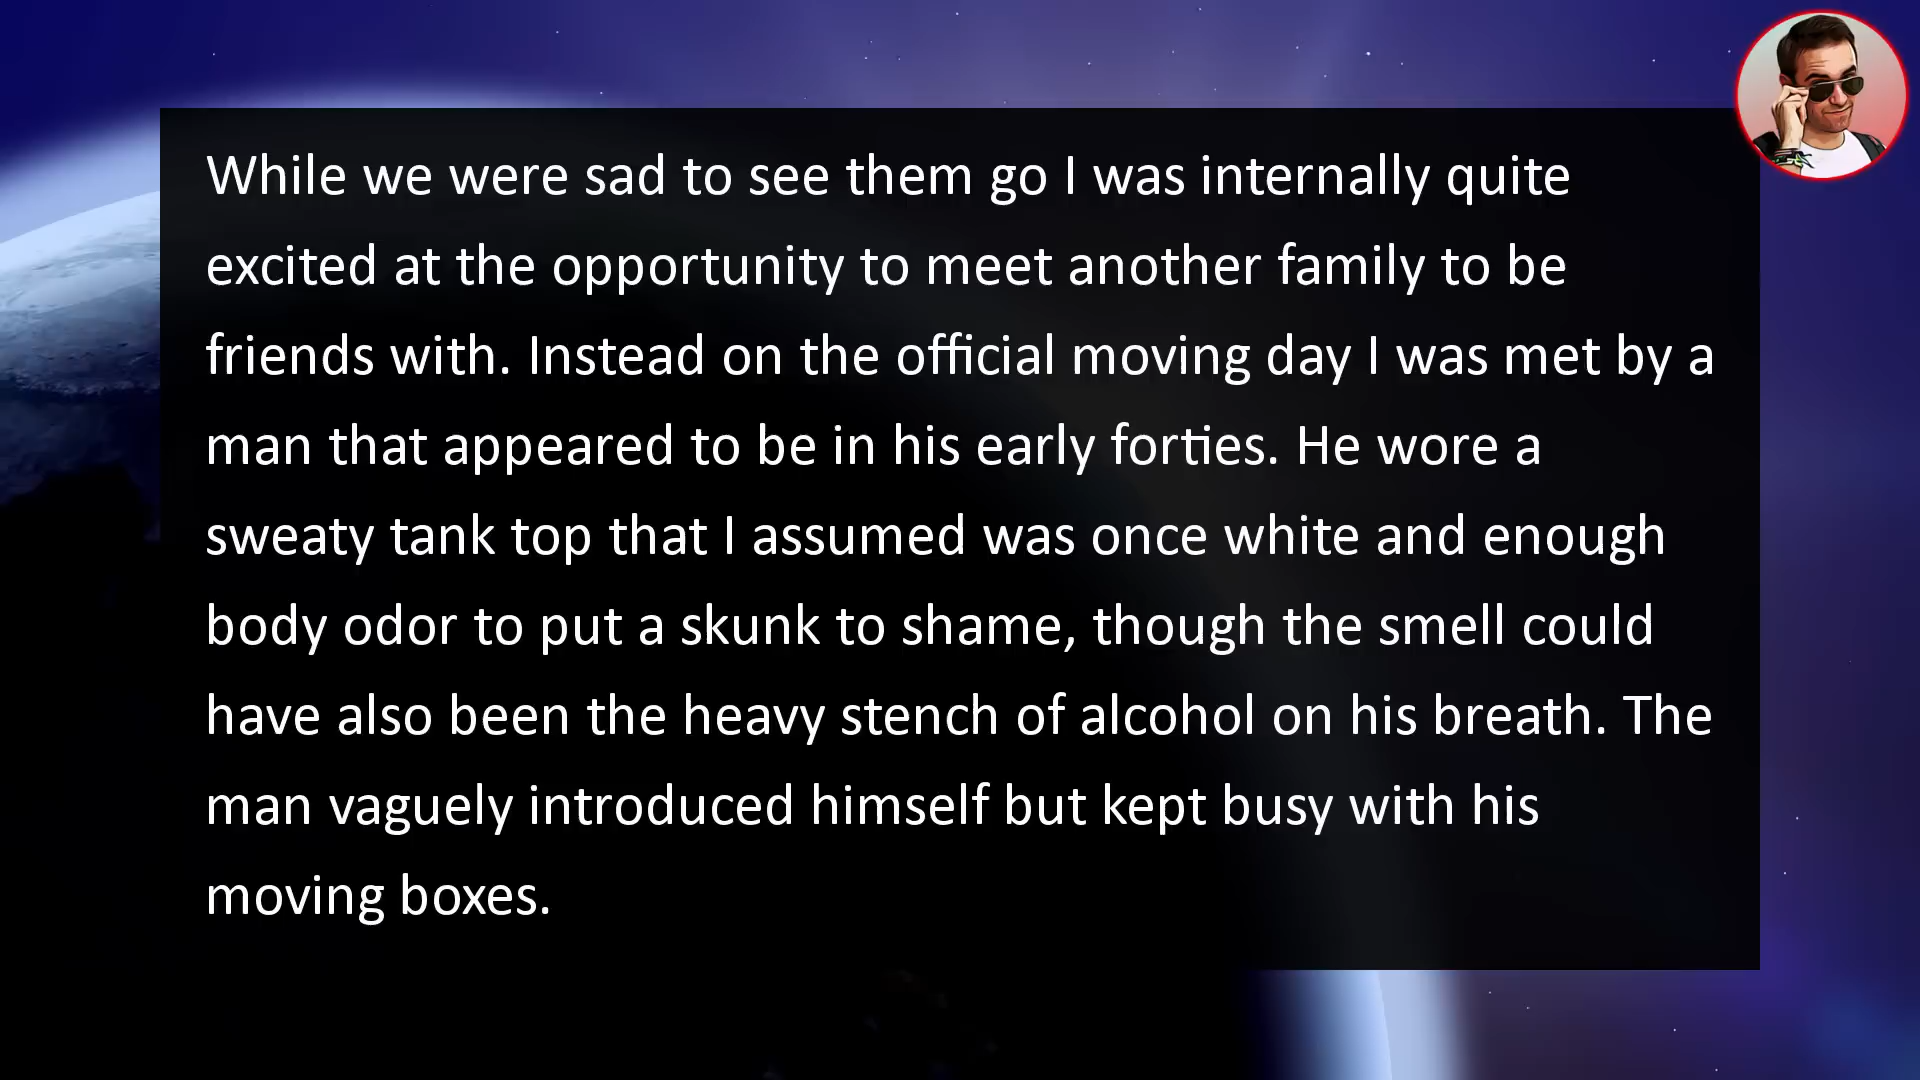 While we were sad to see them go I was internally quite
excited at the opportunity to meet another family to be
friends with. Instead on the official moving day I was met by a
man that appeared to be in his early forties. He wore a
sweaty tank top that I assumed was once white and enough
body odor to put a skunk to shame, though the smell could
have also been the heavy stench of alcohol on his breath. The
man vaguely introduced himself but kept busy with his
moving boxes.